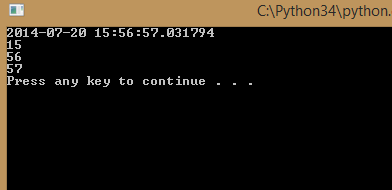 C:\Python34\python.
2014-07-20 15:56:57.031794
15
56
57
Press any key to continue . . .